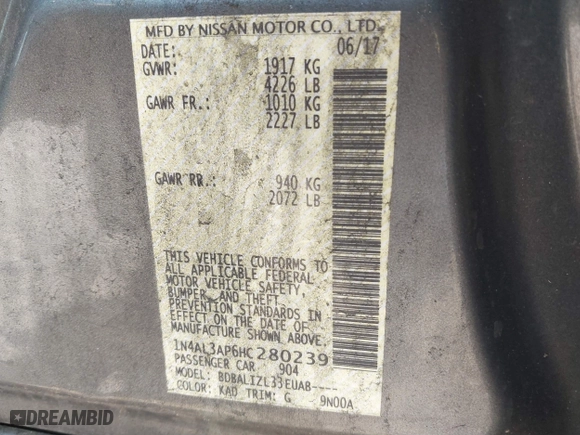 MFD BY NISSAN MOTOR CO., LTD.
DATE: 06/17
GVWR: 1917 KG
4226 LB
GAWR FR.: 1010 KG
2227 LB
GAWR RR.: 940 KG
2072 LB
THIS VEHICLE CONFORMS TO
ALL APPLICABLE FEDERAL
MOTOR VEHICLE SAFETY,
BUMPER, AND THEFT
PREVENTION STANDARDS IN
EFFECT ON THE DATE OF
MANUFACTURE SHOWN ABOVE.
1N4AL3AP6HC280239
PASSENGER CAR 904
MODEL: BDBALIZL33EUAB----
COLOR: KAD TRIM: G 9N00A
DREAMBID